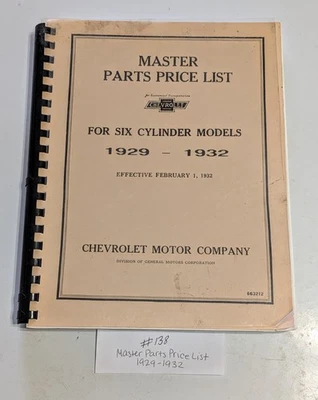 MASTER
PARTS PRICE LIST
CHEVROLET
FOR SIX CYLINDER MODELS
1929 - 1932
EFFECTIVE FEBRUARY 1, 1932
CHEVROLET MOTOR COMPANY
DIVISION OF GENERAL MOTORS CORPORATION
663212
#138
Master Parts Price List
1929-1932